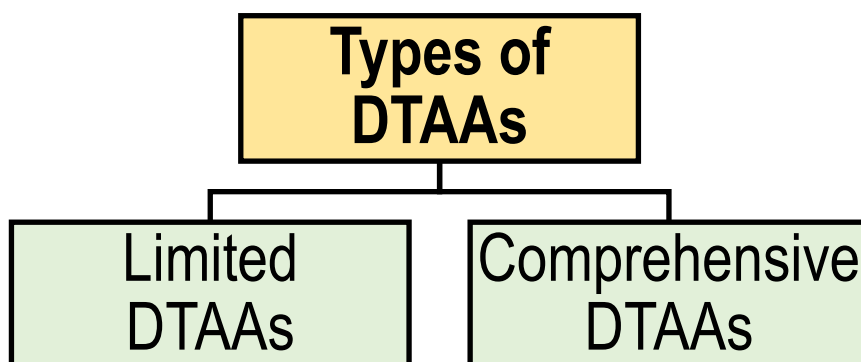 Types of
DTAAs
Limited
DTAAs
Comprehensive
DTAAs